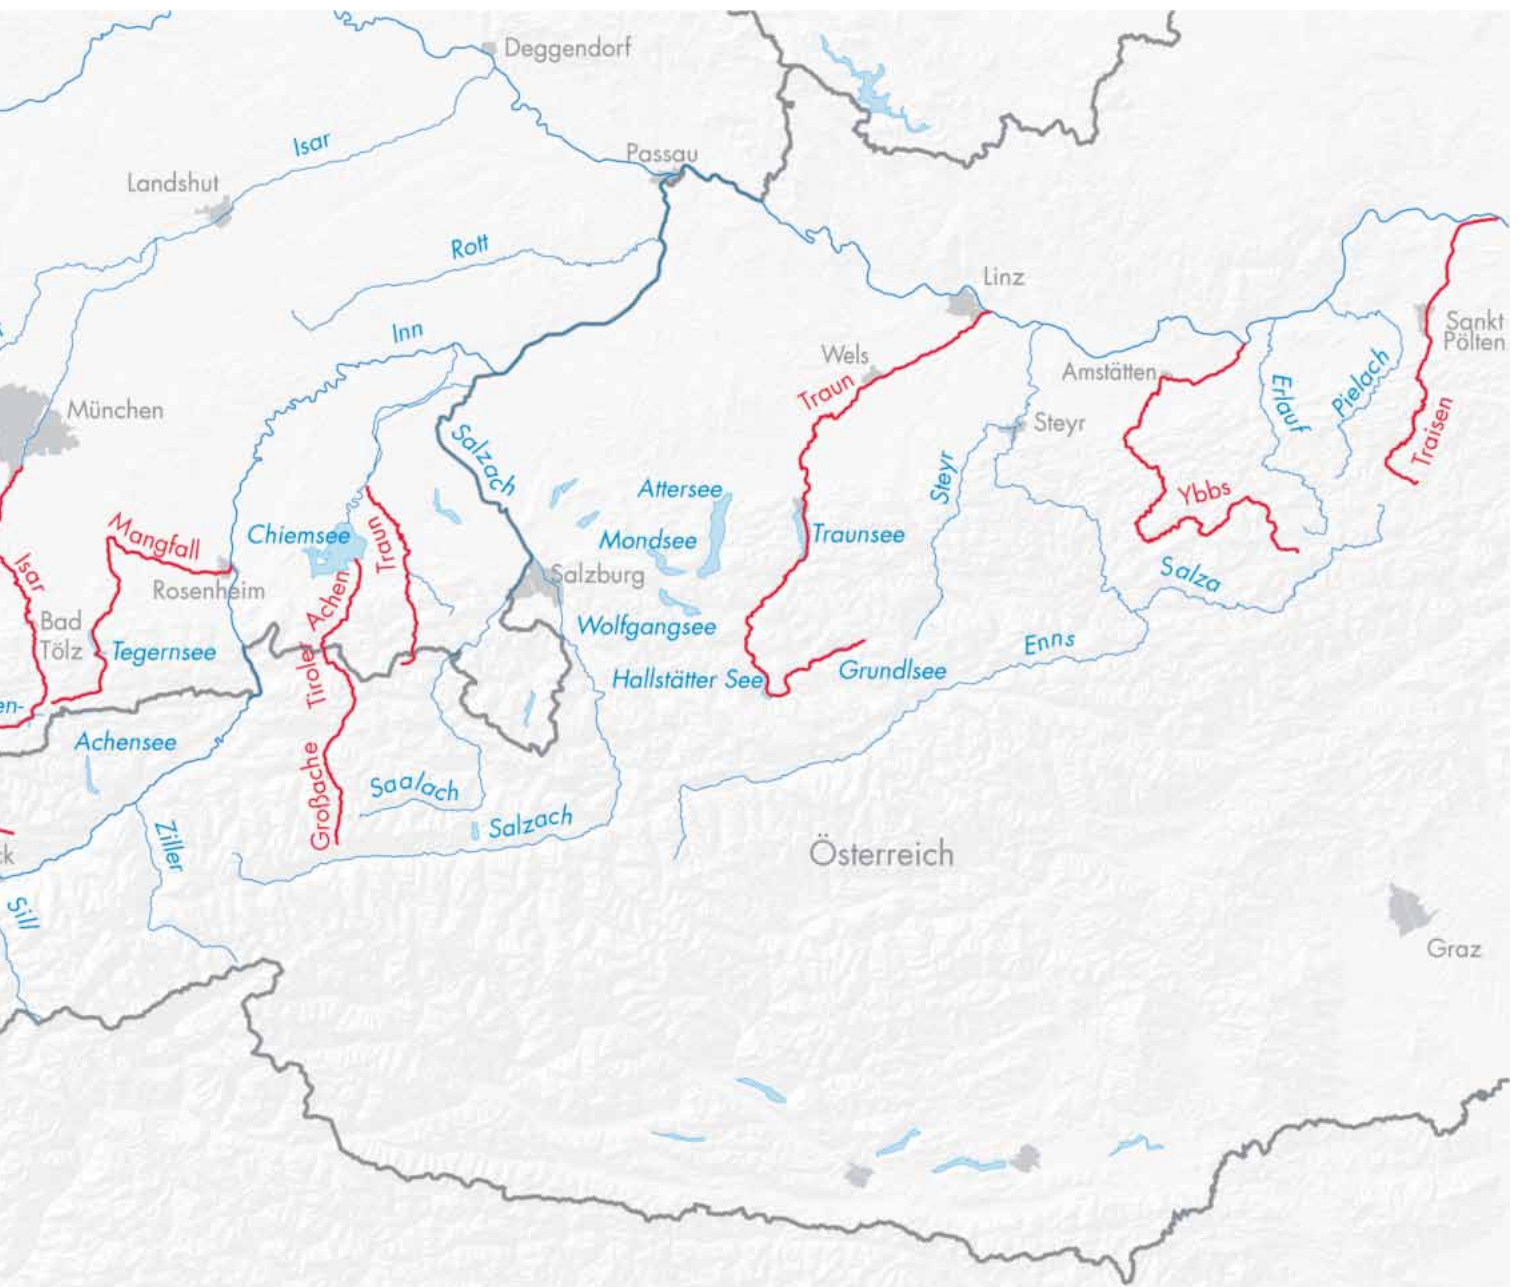 Deggendorf
Isar
Passau
Landshut
Rott
Linz
Inn
Sankt
Pölten
Wels
Amstätten
Traun
Erlauf
Pielach
München
Steyr
Salzach
Steyr
Traisen
Attersee
Ybbs
Mangfall
Chiemsee
Traun
Mondsee
Traunsee
Isar
Rosenheim
Achen
Salzburg
Salza
Bad
Tölz
Tegernsee
Wolfgangsee
Enns
Tiroler
Hallstätter See
Grundlsee
en-
Achensee
Großache
Saalach
Salzach
Ziller
ck
Österreich
Sill
Graz